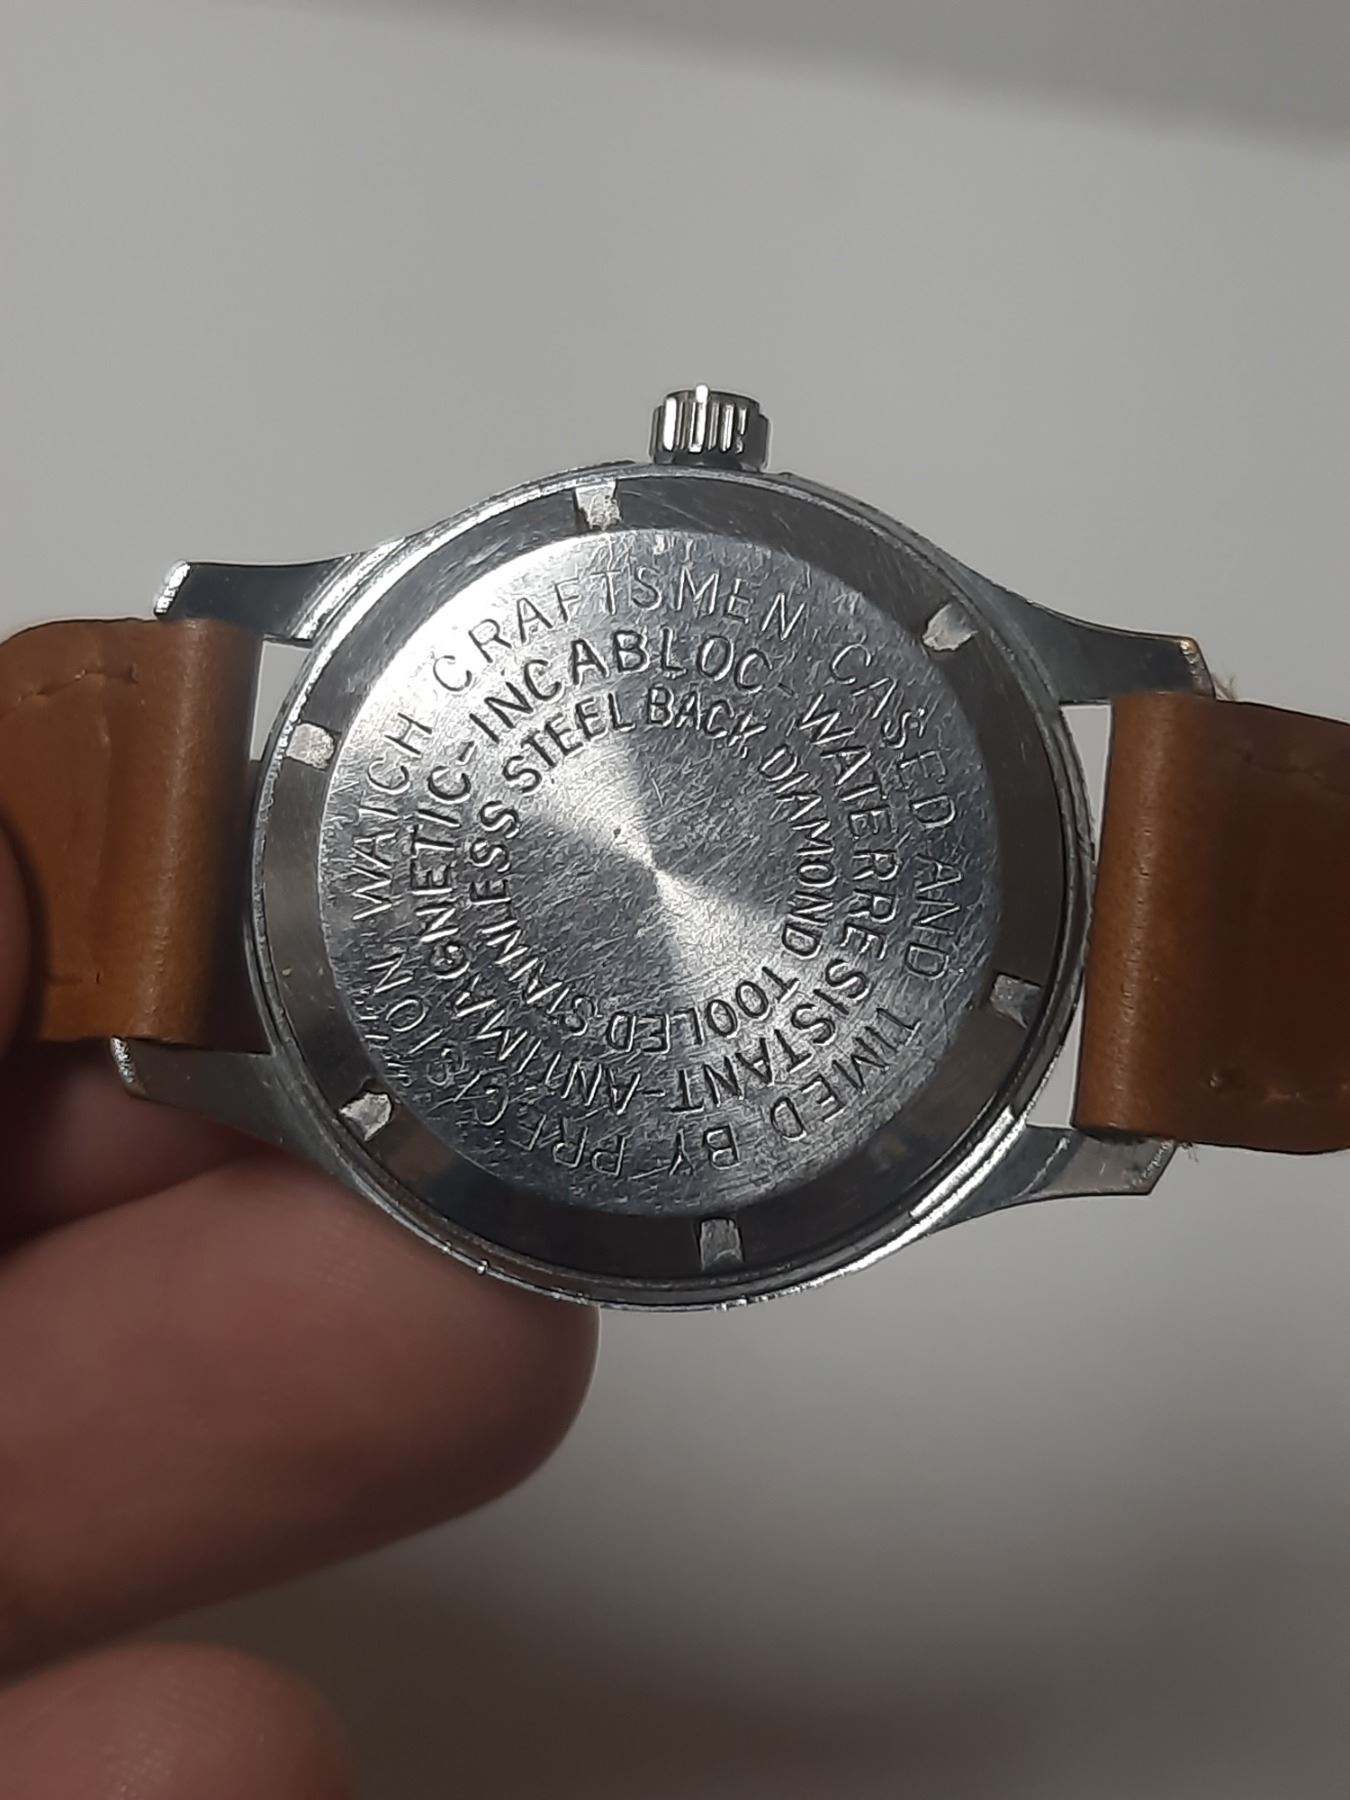 CASED AND TIMED BY PRECISION WATCH CRAFTSMEN
ANTIMAGNETIC-INCABLOC-WATERRESISTANT-
STAINLESS STEEL BACK DIAMOND TOOLED